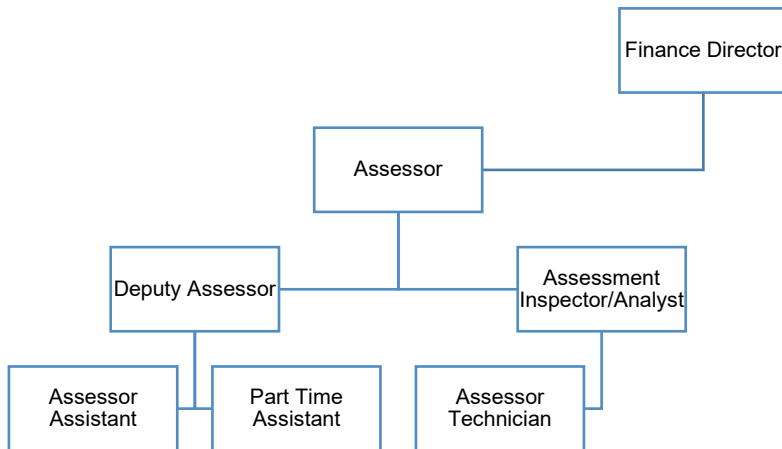 Finance Director
Assessor
Deputy Assessor
Assessment
Inspector/Analyst
Assessor
Assistant
Part Time
Assistant
Assessor
Technician